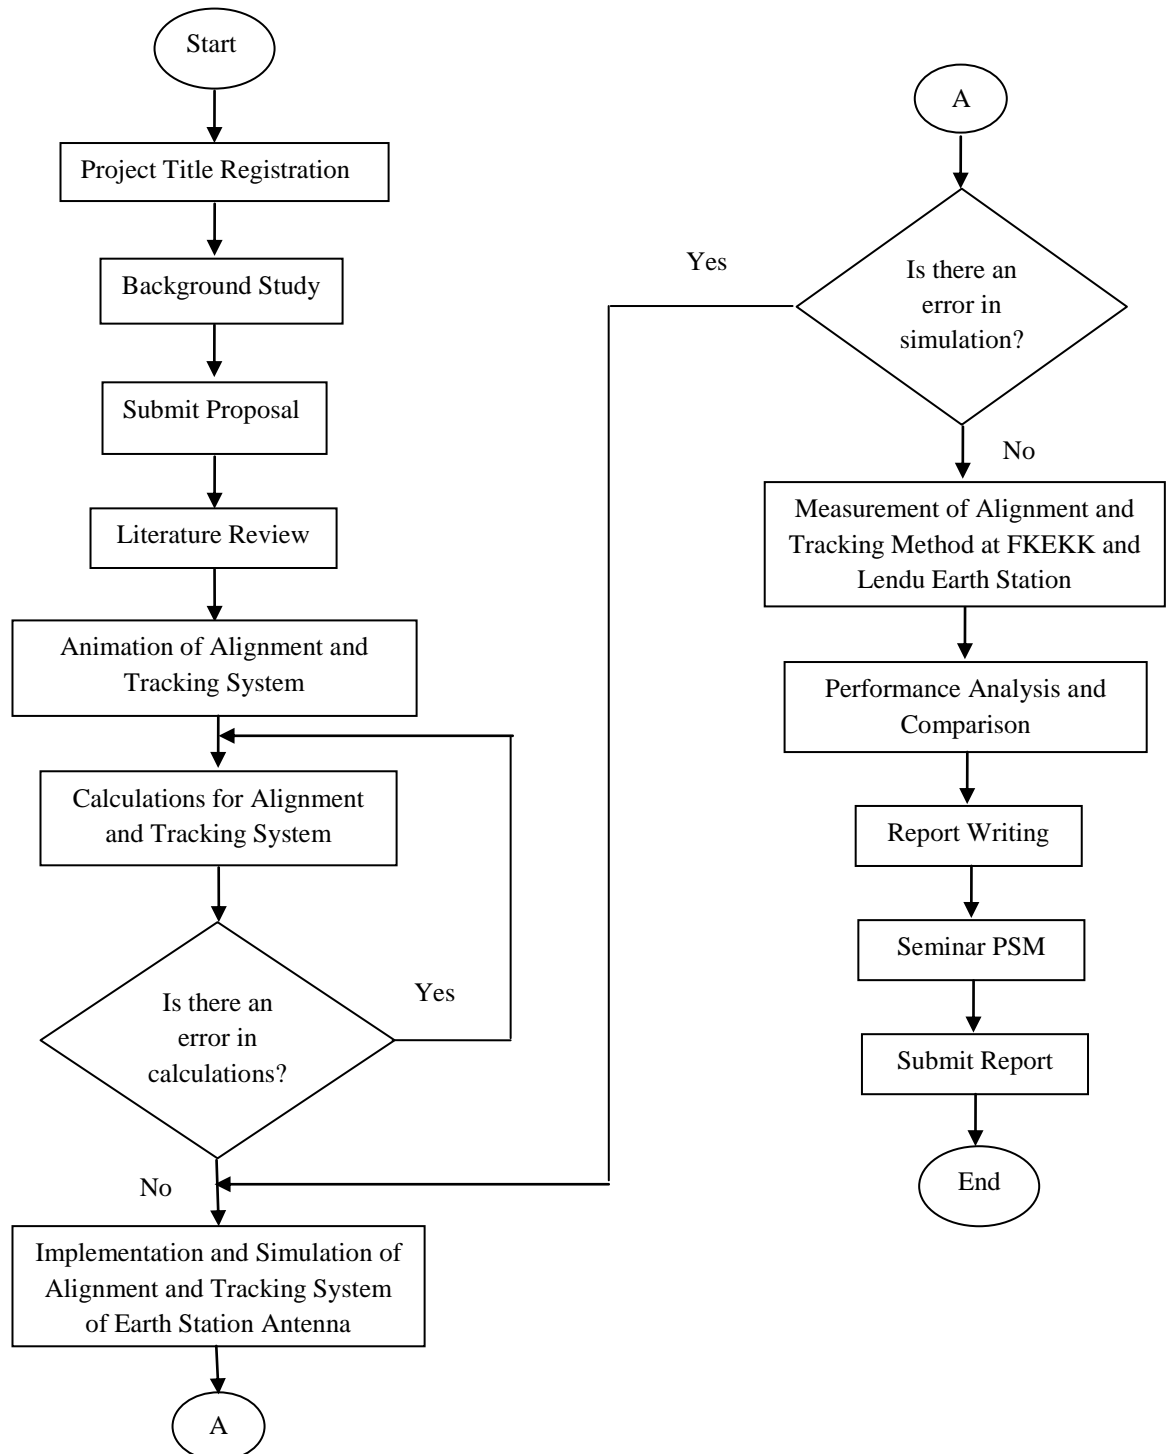 Start
Project Title Registration
Background Study
Submit Proposal
Literature Review
Animation of Alignment and
Tracking System
Calculations for Alignment
and Tracking System
Is there an
error in
calculations?
Yes
No
Implementation and Simulation of
Alignment and Tracking System
of Earth Station Antenna
A
A
Is there an
error in
simulation?
Yes
No
Measurement of Alignment and
Tracking Method at FKEKK and
Lendu Earth Station
Performance Analysis and
Comparison
Report Writing
Seminar PSM
Submit Report
End